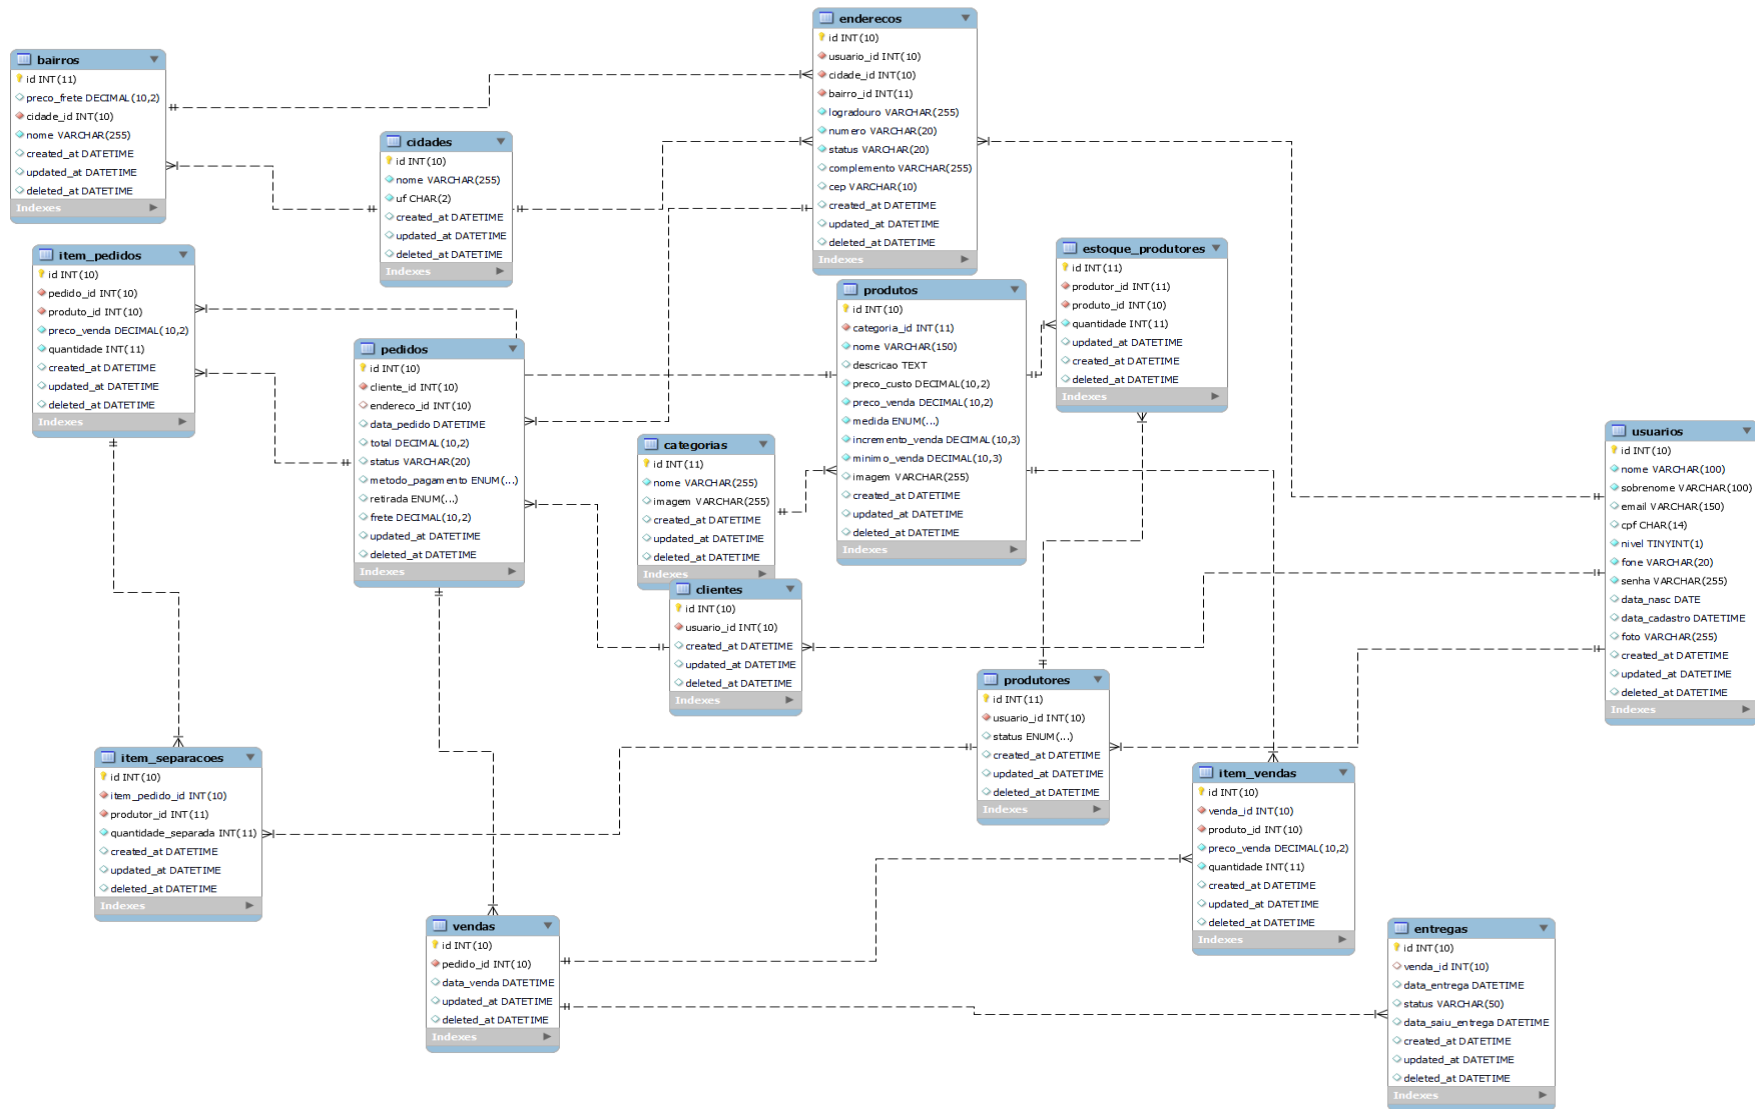 bairros
id INT(11)
preco_frete DECIMAL(10,2)
cidade_id INT(10)
nome VARCHAR(255)
created_at DATETIME
updated_at DATETIME
deleted_at DATETIME
Indexes
cidades
id INT(10)
nome VARCHAR(255)
uf CHAR(2)
created_at DATETIME
updated_at DATETIME
deleted_at DATETIME
Indexes
enderecos
id INT(10)
usuario_id INT(10)
cidade_id INT(10)
bairro_id INT(11)
logradouro VARCHAR(255)
numero VARCHAR(20)
status VARCHAR(20)
complemento VARCHAR(255)
cep VARCHAR(10)
created_at DATETIME
updated_at DATETIME
deleted_at DATETIME
Indexes
item_pedidos
id INT(10)
pedido_id INT(10)
produto_id INT(10)
preco_venda DECIMAL(10,2)
quantidade INT(11)
created_at DATETIME
updated_at DATETIME
deleted_at DATETIME
Indexes
pedidos
id INT(10)
cliente_id INT(10)
endereco_id INT(10)
data_pedido DATETIME
total DECIMAL(10,2)
status VARCHAR(20)
metodo_pagamento ENUM(...)
retirada ENUM(...)
frete DECIMAL(10,2)
updated_at DATETIME
deleted_at DATETIME
Indexes
produtos
id INT(10)
categoria_id INT(11)
nome VARCHAR(150)
descricao TEXT
preco_custo DECIMAL(10,2)
preco_venda DECIMAL(10,2)
medida ENUM(...)
incremento_venda DECIMAL(10,3)
minimo_venda DECIMAL(10,3)
imagem VARCHAR(255)
created_at DATETIME
updated_at DATETIME
deleted_at DATETIME
Indexes
estoque_produtores
id INT(11)
produtor_id INT(11)
produto_id INT(10)
quantidade INT(11)
updated_at DATETIME
created_at DATETIME
deleted_at DATETIME
Indexes
categorias
id INT(11)
nome VARCHAR(255)
imagem VARCHAR(255)
created_at DATETIME
updated_at DATETIME
deleted_at DATETIME
Indexes
clientes
id INT(10)
usuario_id INT(10)
created_at DATETIME
updated_at DATETIME
deleted_at DATETIME
Indexes
usuarios
id INT(10)
nome VARCHAR(100)
sobrenome VARCHAR(100)
email VARCHAR(150)
cpf CHAR(14)
nivel TINYINT(1)
fone VARCHAR(20)
senha VARCHAR(255)
data_nasc DATE
data_cadastro DATETIME
foto VARCHAR(255)
created_at DATETIME
updated_at DATETIME
deleted_at DATETIME
Indexes
produtores
id INT(11)
usuario_id INT(10)
status ENUM(...)
created_at DATETIME
updated_at DATETIME
deleted_at DATETIME
Indexes
item_separacoes
id INT(10)
item_pedido_id INT(10)
produtor_id INT(11)
quantidade_separada INT(11)
created_at DATETIME
updated_at DATETIME
deleted_at DATETIME
Indexes
item_vendas
id INT(10)
venda_id INT(10)
produto_id INT(10)
preco_venda DECIMAL(10,2)
quantidade INT(11)
created_at DATETIME
updated_at DATETIME
deleted_at DATETIME
Indexes
vendas
id INT(10)
pedido_id INT(10)
data_venda DATETIME
updated_at DATETIME
deleted_at DATETIME
Indexes
entregas
id INT(10)
venda_id INT(10)
data_entrega DATETIME
status VARCHAR(50)
data_saiu_entrega DATETIME
created_at DATETIME
updated_at DATETIME
deleted_at DATETIME
Indexes